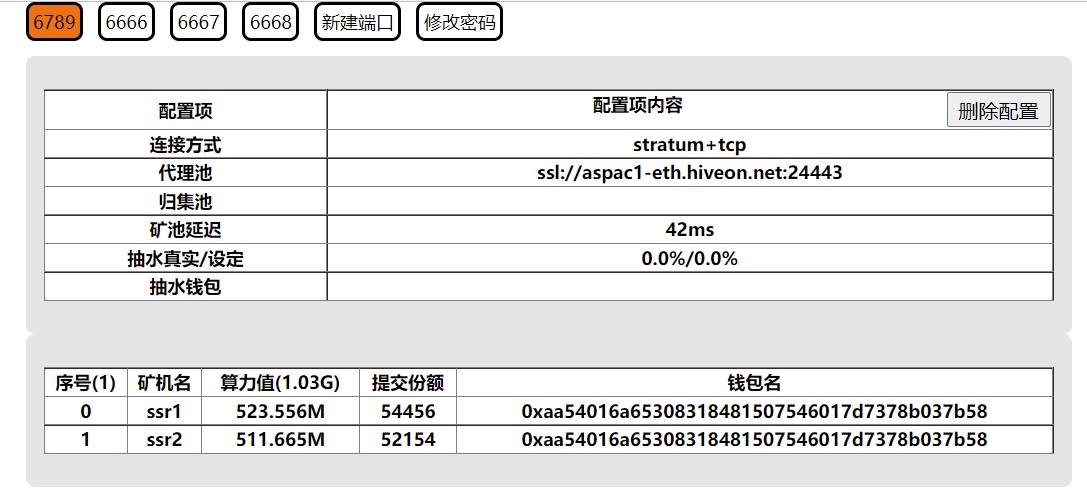 6789 6666 6667 6668 新建端口 修改密码
配置项 配置项内容 删除配置
连接方式 stratum+tcp
代理池 ssl://aspac1-eth.hiveon.net:24443
归集池
矿池延迟 42ms
抽水真实/设定 0.0%/0.0%
抽水钱包
序号(1) 矿机名 算力值(1.03G) 提交份额 钱包名
0 ssr1 523.556M 54456 0xaa54016a65308318481507546017d7378b037b58
1 ssr2 511.665M 52154 0xaa54016a65308318481507546017d7378b037b58